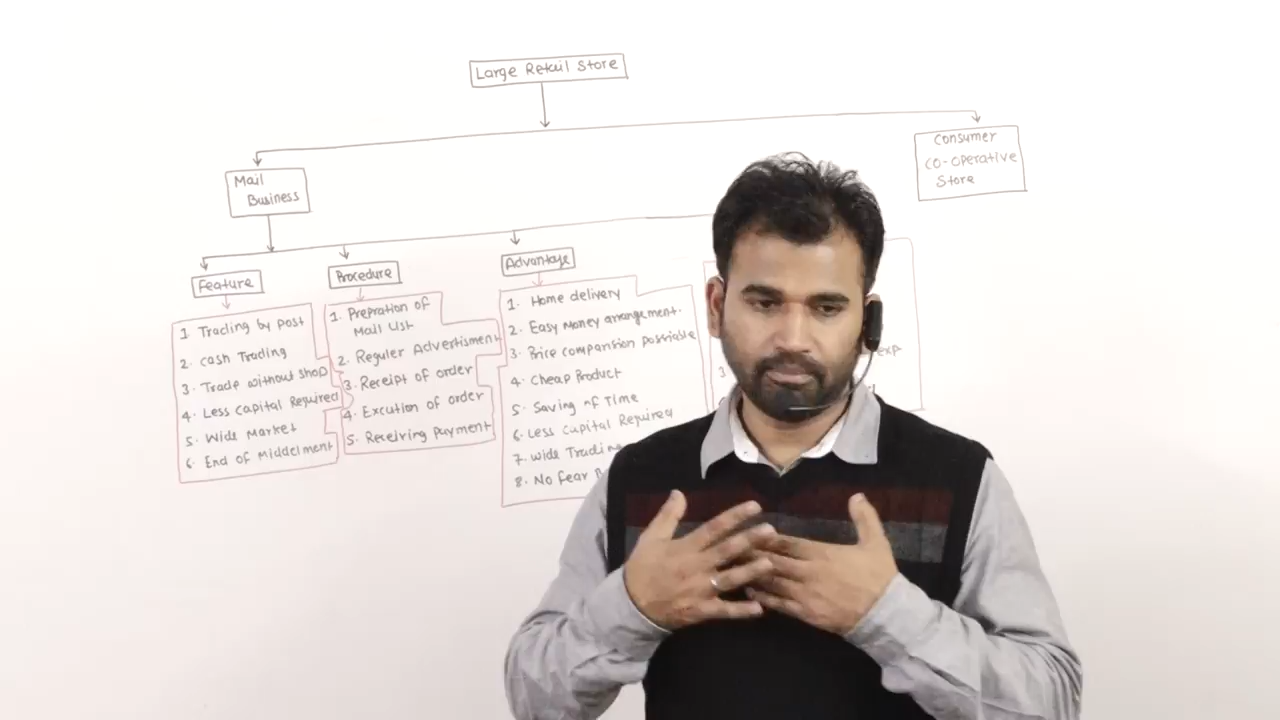 Large Retail Store
Consumer
Co-operative
Store
Mail
Business
Feature
Procedure
Advantage
1 Trading by post
2. Cash Trading
3. Trade without shop
4. Less Capital Required
5. Wide Market
6. End of Middelment
1. Prepration of
Mail List
2. Reguler Advertisment
3. Receipt of order
4. Excution of order
5. Receiving Payment
1. Home delivery
2. Easy Money arrangement.
3. Price comparision possiable
4. Cheap Product
5. Saving of Time
6. Less Capital Required
7. Wide Trading
8. No Fear
exp
3